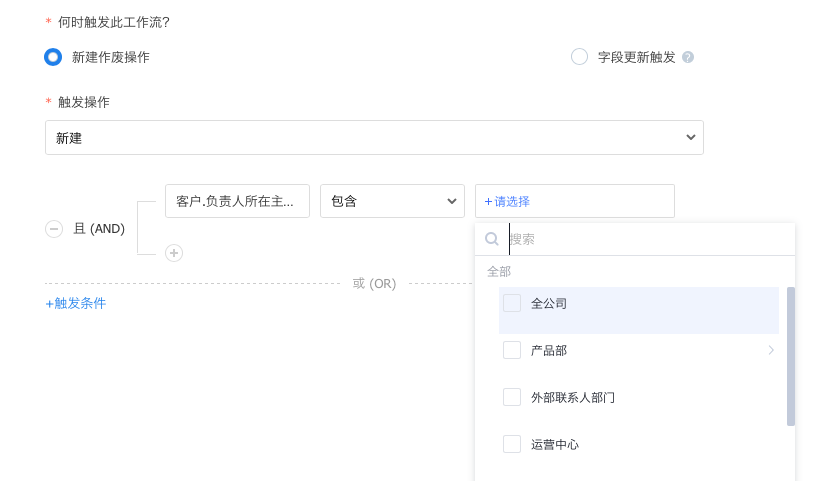 * 何时触发此工作流?
新建作废操作
字段更新触发 ?
* 触发操作
新建
客户.负责人所在主...
包含
+请选择
且 (AND)
搜索
全部
全公司
产品部
外部联系人部门
运营中心
或 (OR)
+触发条件